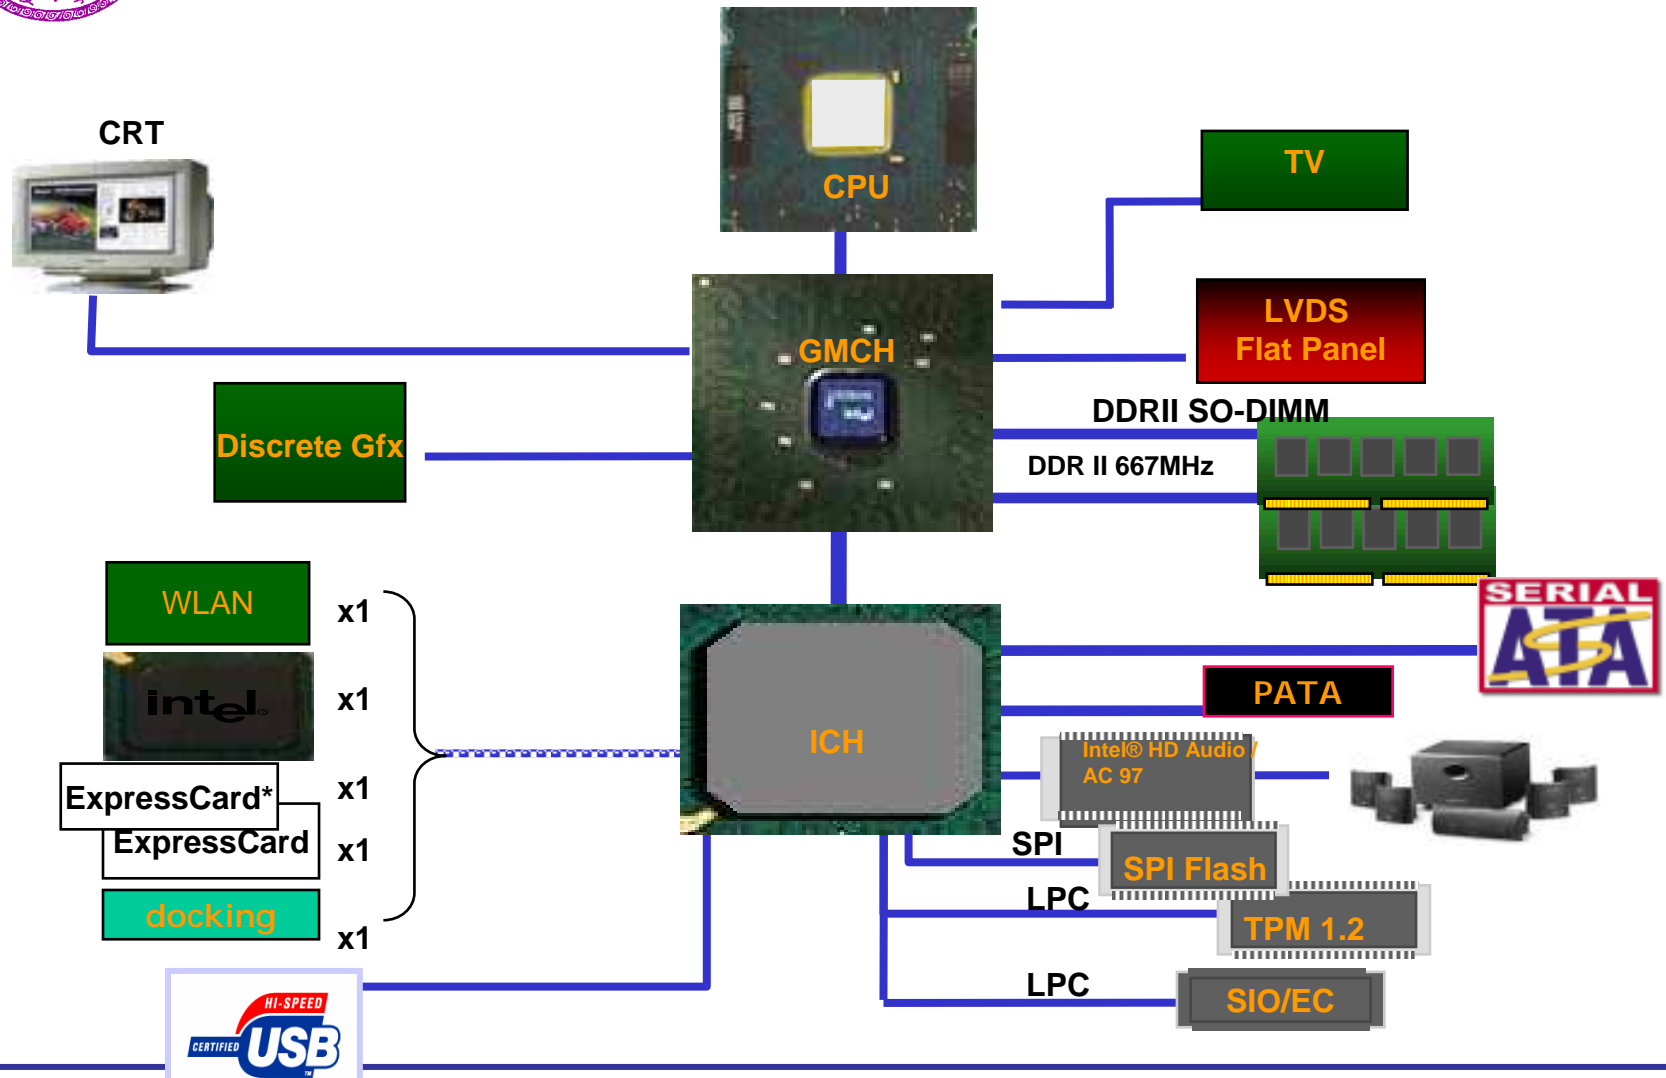 CRT
CPU
TV
GMCH
LVDS
Flat Panel
Discrete Gfx
DDRII SO-DIMM
DDR II 667MHz
WLAN
x1
intel®
x1
ExpressCard*
x1
ExpressCard
x1
docking
x1
ICH
SERIAL
ATA
PATA
Intel® HD Audio /
AC 97
SPI
SPI Flash
LPC
TPM 1.2
LPC
SIO/EC
HI-SPEED
CERTIFIED
USB
TM